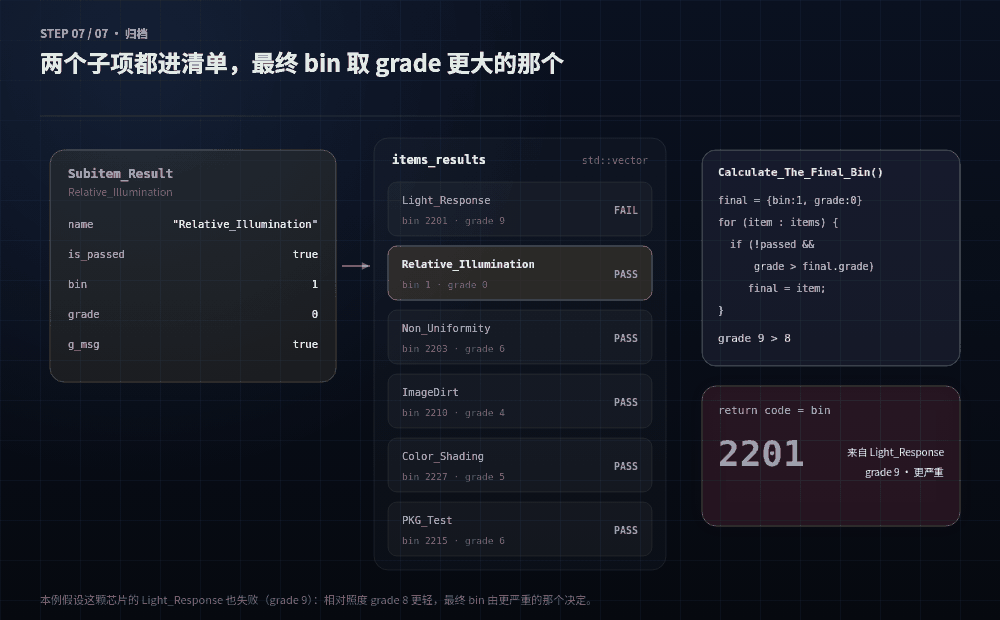 STEP 07 / 07 · 归档
两个子项都进清单，最终 bin 取 grade 更大的那个
Subitem_Result
Relative_Illumination
name "Relative_Illumination"
is_passed true
bin 1
grade 0
g_msg true
items_results std::vector
Light_Response
bin 2201 · grade 9
FAIL
Relative_Illumination
bin 1 · grade 0
PASS
Non_Uniformity
bin 2203 · grade 6
PASS
ImageDirt
bin 2210 · grade 4
PASS
Color_Shading
bin 2227 · grade 5
PASS
PKG_Test
bin 2215 · grade 6
PASS
Calculate_The_Final_Bin()
final = {bin:1, grade:0}
for (item : items) {
if (!passed &&
grade > final.grade)
final = item;
}
grade 9 > 8
return code = bin
2201
来自 Light_Response
grade 9 · 更严重
本例假设这颗芯片的 Light_Response 也失败（grade 9）：相对照度 grade 8 更轻，最终 bin 由更严重的那个决定。